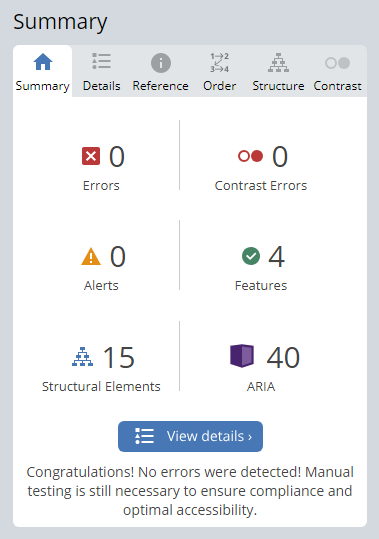 Summary
Summary Details Reference Order Structure Contrast
0 0
Errors Contrast Errors
0 4
Alerts Features
15 40
Structural Elements ARIA
View details ›
Congratulations! No errors were detected! Manual
testing is still necessary to ensure compliance and
optimal accessibility.